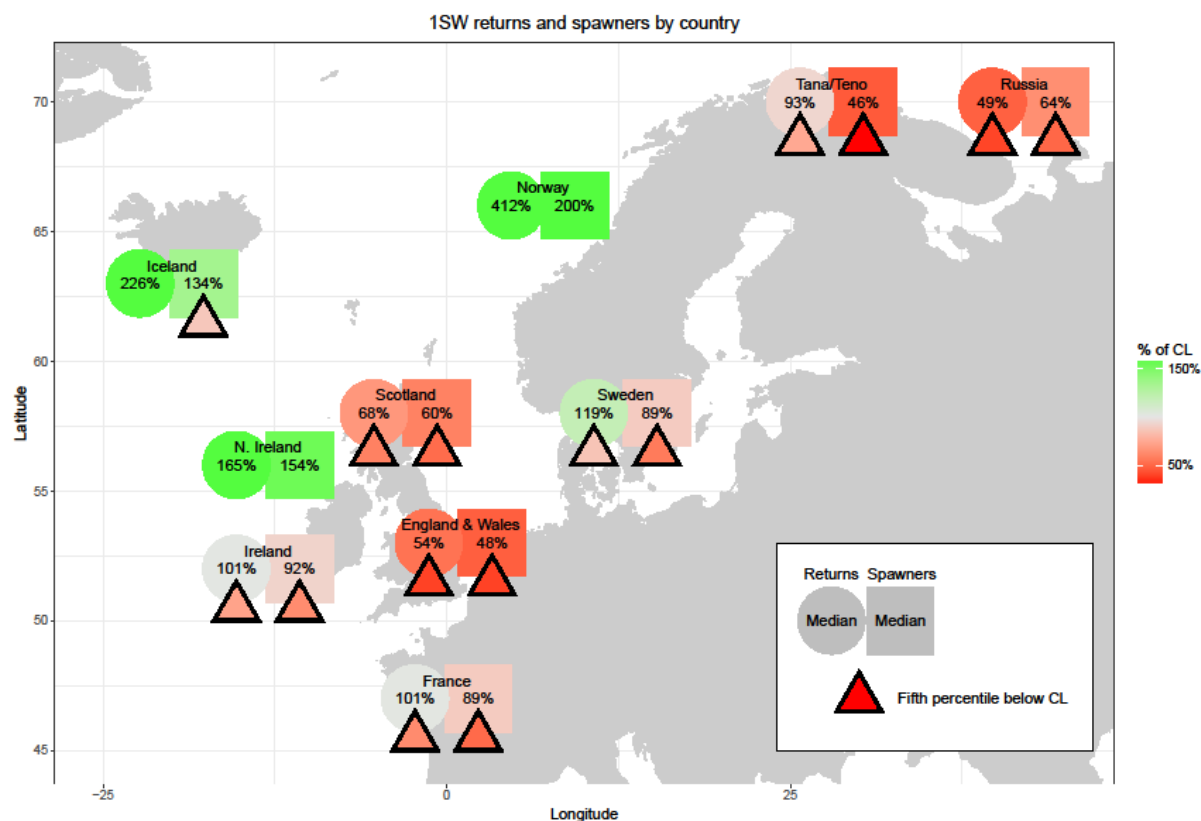 1SW returns and spawners by country
Tana/Teno
93% 46%
Russia
49% 64%
Norway
412% 200%
Iceland
226% 134%
Scotland
68% 60%
Sweden
119% 89%
N. Ireland
165% 154%
England & Wales
54% 48%
Ireland
101% 92%
France
101% 89%
% of CL
150%
50%
Returns Spawners
Median Median
Fifth percentile below CL
Latitude
70
65
60
55
50
45
−25 0 25
Longitude